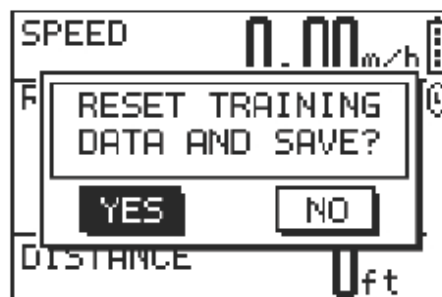 SPEED 0.00m/h
RESET TRAINING
DATA AND SAVE?
YES NO
DISTANCE 0ft